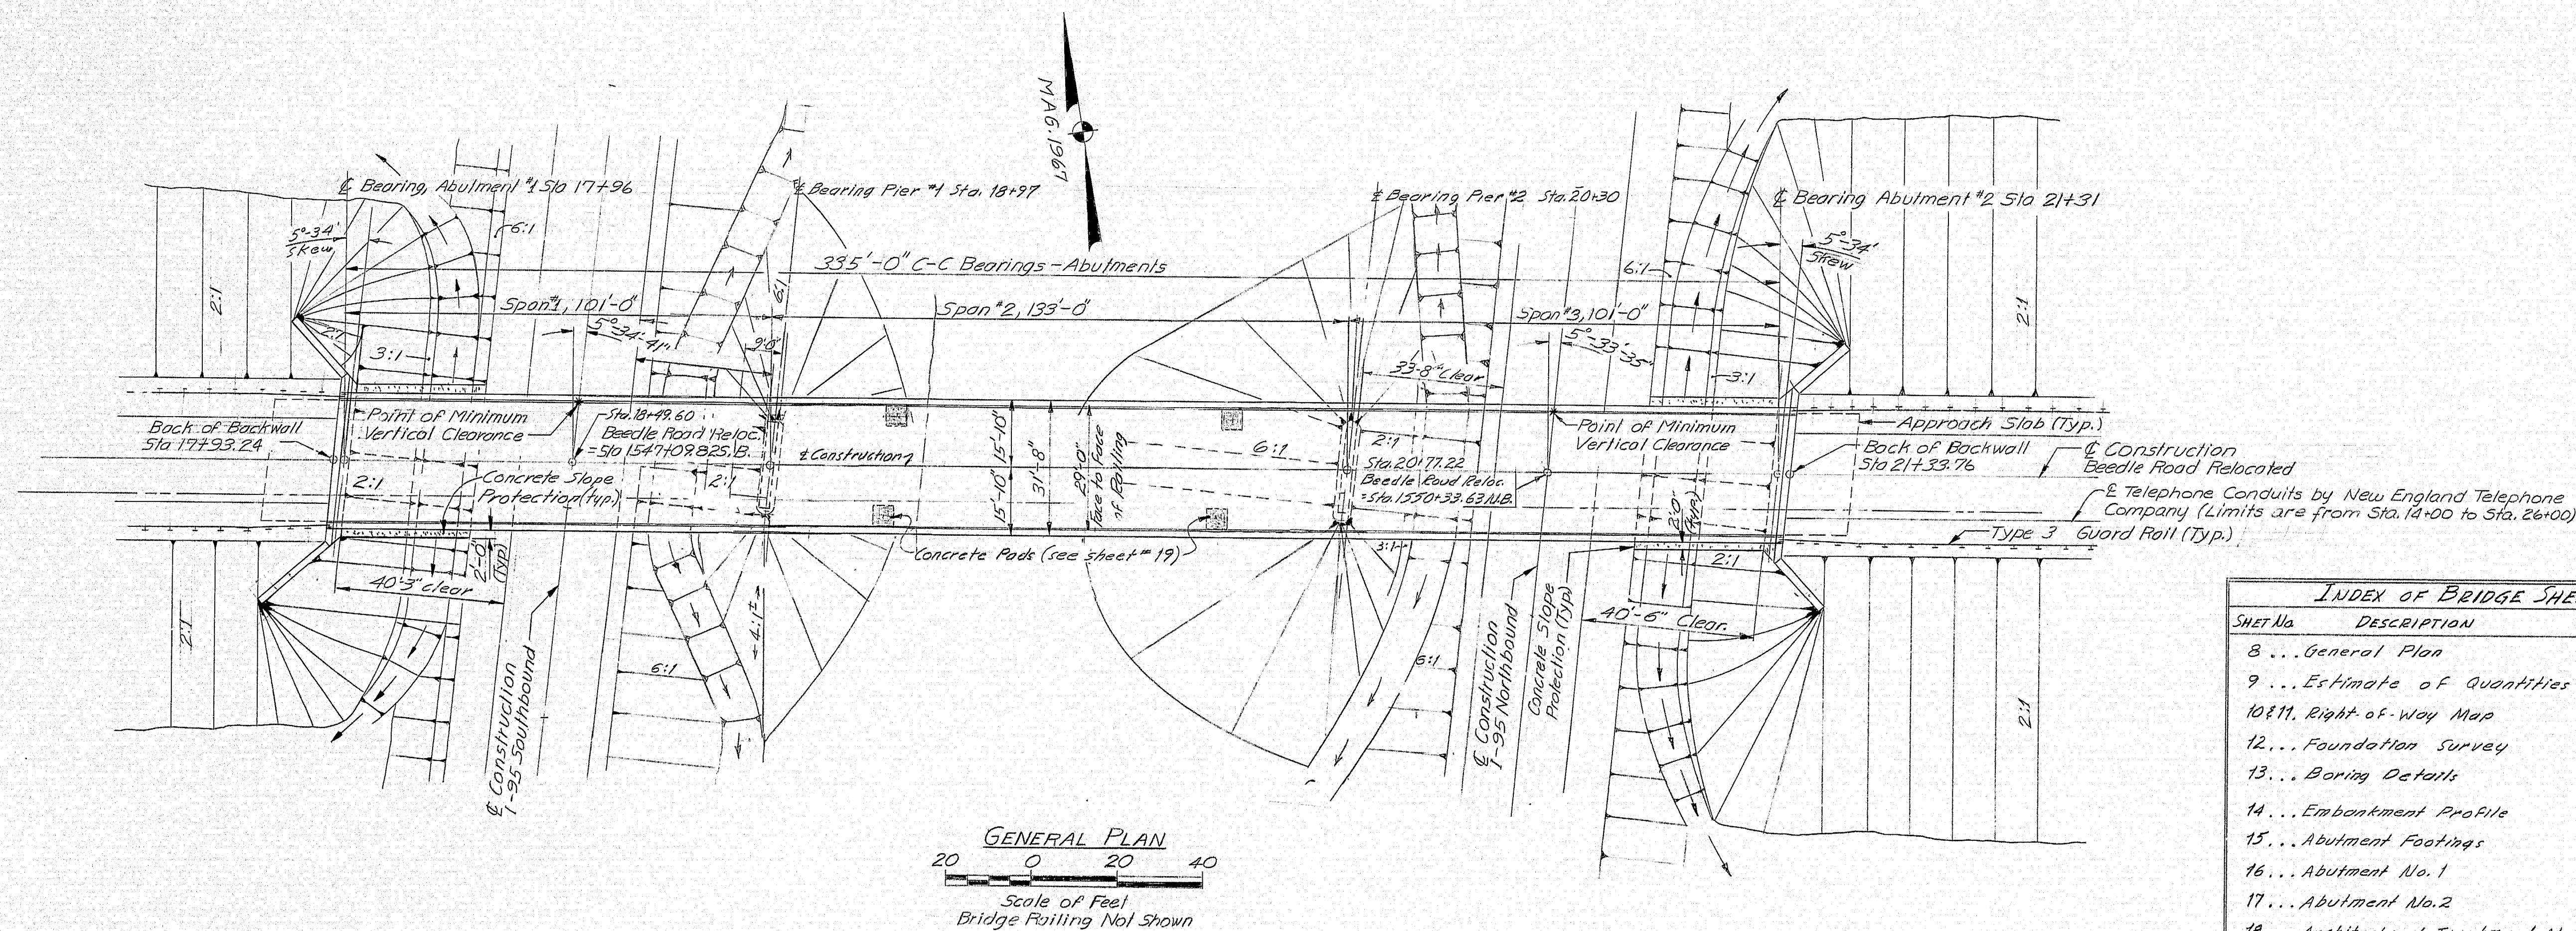 MAG. 1967
℄ Bearing, Abutment #1 Sta 17+96
℄ Bearing Pier #1 Sta. 18+97
℄ Bearing Pier #2 Sta. 20+30
℄ Bearing Abutment #2 Sta 21+31
5°-34'
Skew
6:1
335'-0" C-C Bearings - Abutments
6:1
5°-34'
Skew
2:1
Span #1, 101'-0"
6:1
Span #2, 133'-0"
Span #3, 101'-0"
2:1
2:1
3:1
5°-34'-41"
9'-0"
5°-33'-35"
33'-8" Clear
3:1
Point of Minimum
Vertical Clearance
Sta. 18+49.60
Beedle Road Reloc.
= Sta 1547+09.82 S.B.
Back of Backwall
Sta 17+93.24
℄ Construction
15'-10"
15'-10"
31'-8"
29'-0"
Face to Face
of Railing
6:1
2:1
Sta. 20+77.22
Beedle Road Reloc.
= Sta. 1550+33.63 N.B.
Point of Minimum
Vertical Clearance
Approach Slab (Typ.)
Back of Backwall
Sta 21+33.76
℄ Construction
Beedle Road Relocated
℄ Telephone Conduits by New England Telephone
Company (Limits are from Sta. 14+00 to Sta. 26+00)
Type 3 Guard Rail (Typ.)
2:1
Concrete Slope
Protection (typ.)
2:1
2'-0"
(Typ.)
40'-3" clear
Concrete Pads (see sheet #19)
3:1
2'-0"
(Typ.)
2:1
40'-6" Clear.
2:1
4:1±
6:1
6:1
℄ Construction
I-95 Southbound
℄ Construction
I-95 Northbound
Concrete Slope
Protection (Typ.)
2:1
GENERAL PLAN
20 0 20 40
Scale of Feet
Bridge Railing Not Shown
INDEX OF BRIDGE SHE
SHET No. DESCRIPTION
8 ... General Plan
9 ... Estimate of Quantities
10 & 11. Right-of-Way Map
12 ... Foundation Survey
13 ... Boring Details
14 ... Embankment Profile
15 ... Abutment Footings
16 ... Abutment No. 1
17 ... Abutment No. 2